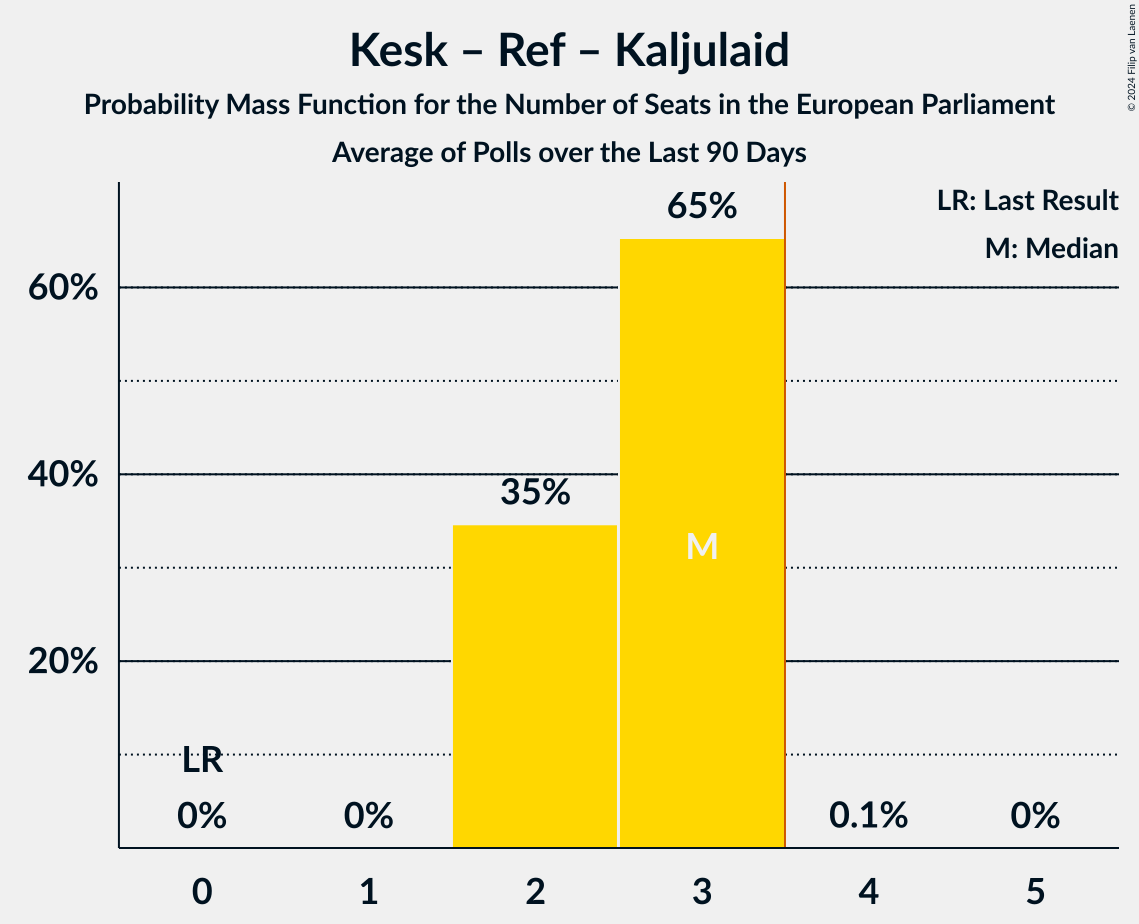 Kesk – Ref – Kaljulaid
Probability Mass Function for the Number of Seats in the European Parliament
Average of Polls over the Last 90 Days
© 2024 Filip van Laenen
LR: Last Result
M: Median
65%
60%
40%
35%
M
20%
LR
0%
0%
0.1%
0%
0
1
2
3
4
5